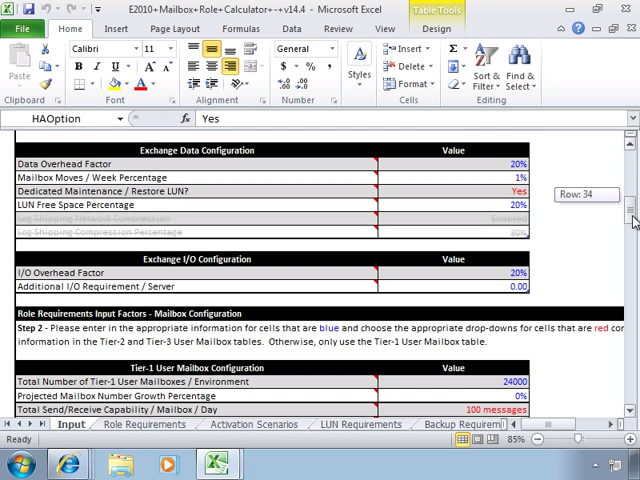 E2010+Mailbox+Role+Calculator+-+v14.4 - Microsoft Excel
Table Tools
File Home Insert Page Layout Formulas Data Review View Design
Paste
Calibri 11
B I U
General
$ % ,
Styles
Insert
Delete
Format
Σ
Sort & Filter
Find & Select
Clipboard Font Alignment Number Cells Editing
HAOption fx Yes
Exchange Data Configuration Value
Data Overhead Factor 20%
Mailbox Moves / Week Percentage 1%
Dedicated Maintenance / Restore LUN? Yes
Row: 34
LUN Free Space Percentage 20%
Log Shipping Network Compression Enabled
Log Shipping Compression Percentage 30%
Exchange I/O Configuration Value
I/O Overhead Factor 20%
Additional I/O Requirement / Server 0.00
Role Requirements Input Factors - Mailbox Configuration
Step 2 - Please enter in the appropriate information for cells that are blue and choose the appropriate drop-downs for cells that are red co
information in the Tier-2 and Tier-3 User Mailbox tables. Otherwise, only use the Tier-1 User Mailbox table.
Tier-1 User Mailbox Configuration Value
Total Number of Tier-1 User Mailboxes / Environment 24000
Projected Mailbox Number Growth Percentage 0%
Total Send/Receive Capability / Mailbox / Day 100 messages
Input Role Requirements Activation Scenarios LUN Requirements Backup Requirem
Ready 85%